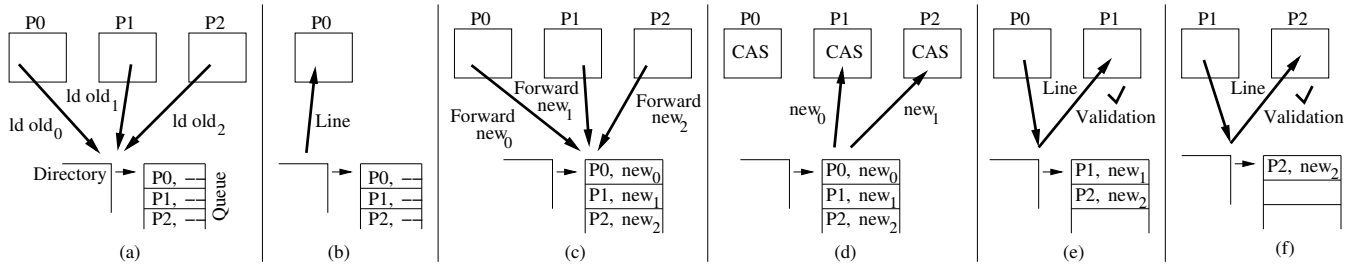 P0 P1 P2
ld old0
ld old1
ld old2
Directory
P0, --
P1, --
P2, --
Queue
(a)
P0
Line
P0, --
P1, --
P2, --
(b)
P0 P1 P2
Forward
new0
Forward
new1
Forward
new2
P0, new0
P1, new1
P2, new2
(c)
P0 P1 P2
CAS CAS CAS
new0
new1
P0, new0
P1, new1
P2, new2
(d)
P0 P1
Line
Validation
P1, new1
P2, new2
(e)
P1 P2
Line
Validation
P2, new2
(f)